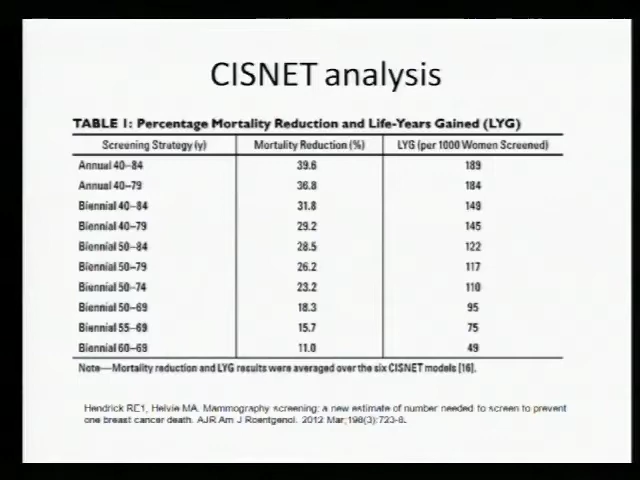 CISNET analysis
TABLE 1: Percentage Mortality Reduction and Life-Years Gained (LYG)
Screening Strategy (y) Mortality Reduction (%) LYG (per 1000 Women Screened)
Annual 40–84 39.6 189
Annual 40–79 36.8 184
Biennial 40–84 31.8 149
Biennial 40–79 29.2 145
Biennial 50–84 28.5 122
Biennial 50–79 26.2 117
Biennial 50–74 23.2 110
Biennial 50–69 18.3 95
Biennial 55–69 15.7 75
Biennial 60–69 11.0 49
Note—Mortality reduction and LYG results were averaged over the six CISNET models [16].
Hendrick RE1, Helvie MA. Mammography screening: a new estimate of number needed to screen to prevent
one breast cancer death. AJR Am J Roentgenol. 2012 Mar;198(3):723-8.